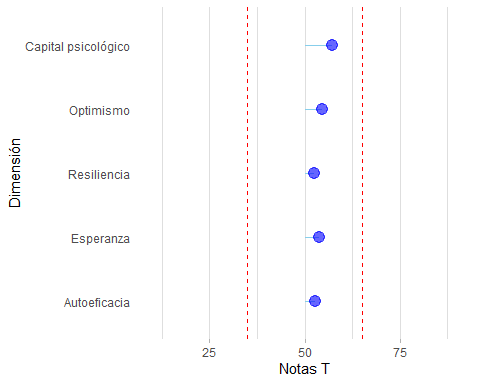 Capital psicológico
Optimismo
Resiliencia
Esperanza
Autoeficacia
Dimensión
25
50
75
Notas T